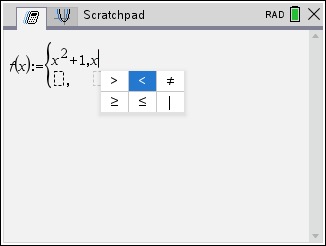 Scratchpad RAD
f(x):={x²+1,x
,
> < ≠
≥ ≤ |